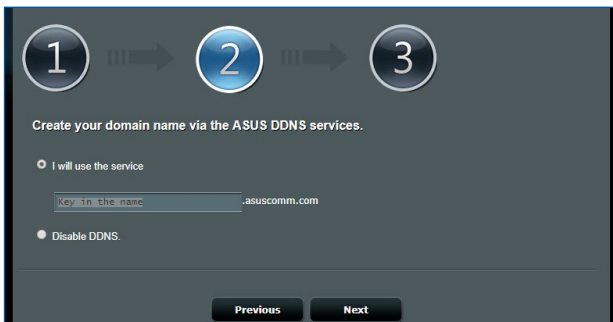 1 2 3
Create your domain name via the ASUS DDNS services.
I will use the service
Key in the name .asuscomm.com
Disable DDNS.
Previous Next